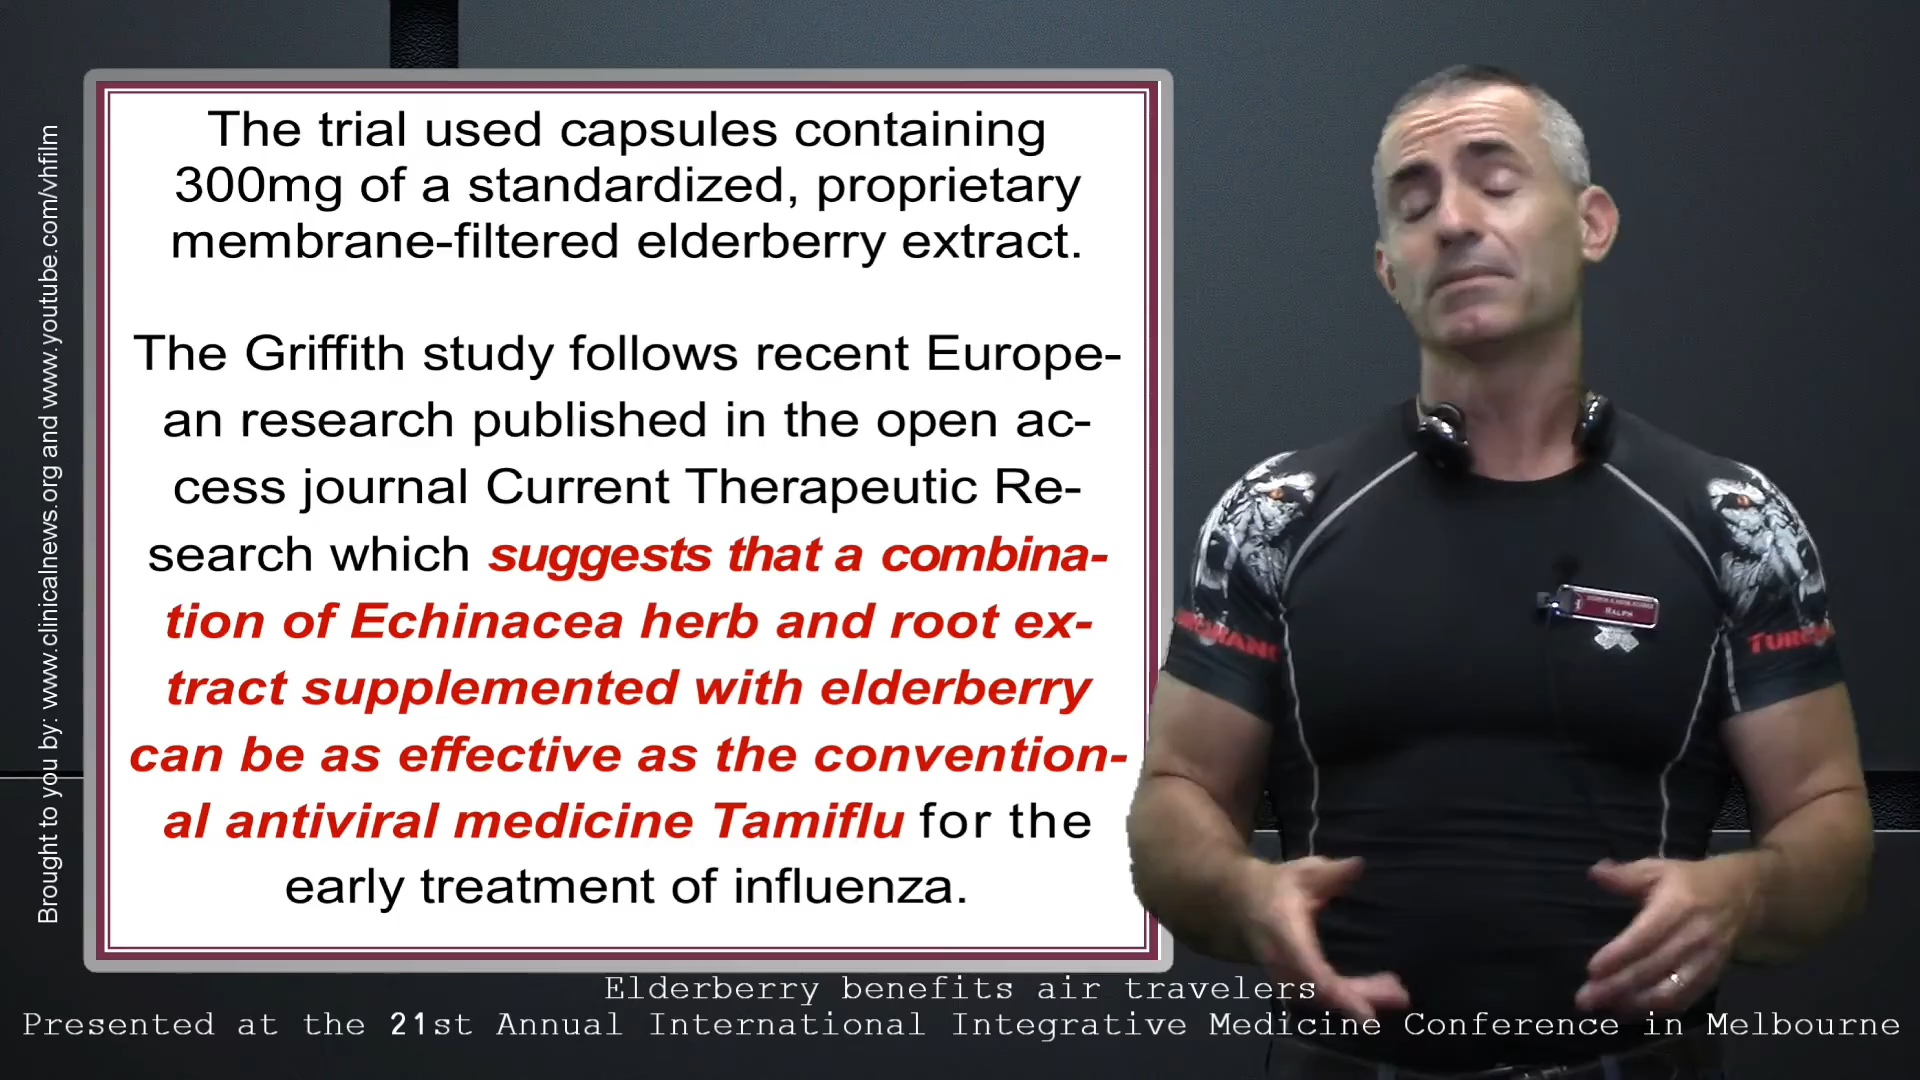 Brought to you by: www.clinicalnews.org and www.youtube.com/vhfilm
The trial used capsules containing
300mg of a standardized, proprietary
membrane-filtered elderberry extract.
The Griffith study follows recent Europe-
an research published in the open ac-
cess journal Current Therapeutic Re-
search which suggests that a combina-
tion of Echinacea herb and root ex-
tract supplemented with elderberry
can be as effective as the convention-
al antiviral medicine Tamiflu for the
early treatment of influenza.
RALPH
Elderberry benefits air travelers
Presented at the 21st Annual International Integrative Medicine Conference in Melbourne